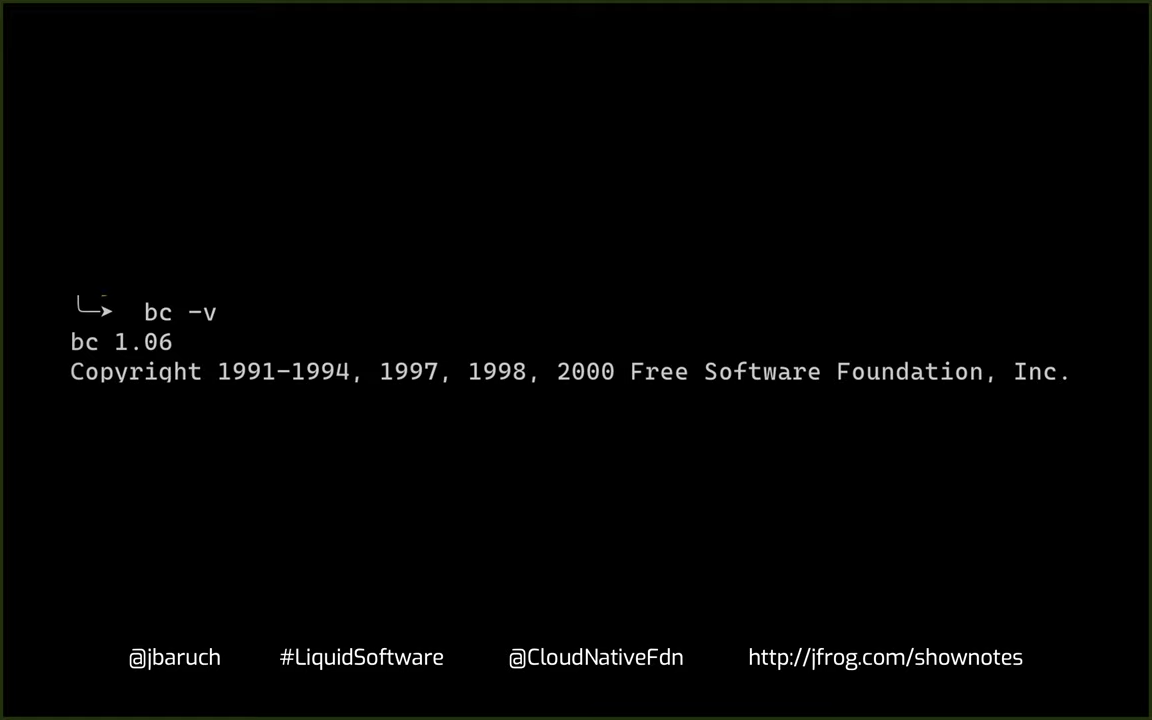 ╰─➤  bc -v
bc 1.06
Copyright 1991-1994, 1997, 1998, 2000 Free Software Foundation, Inc.
@jbaruch #LiquidSoftware @CloudNativeFdn http://jfrog.com/shownotes